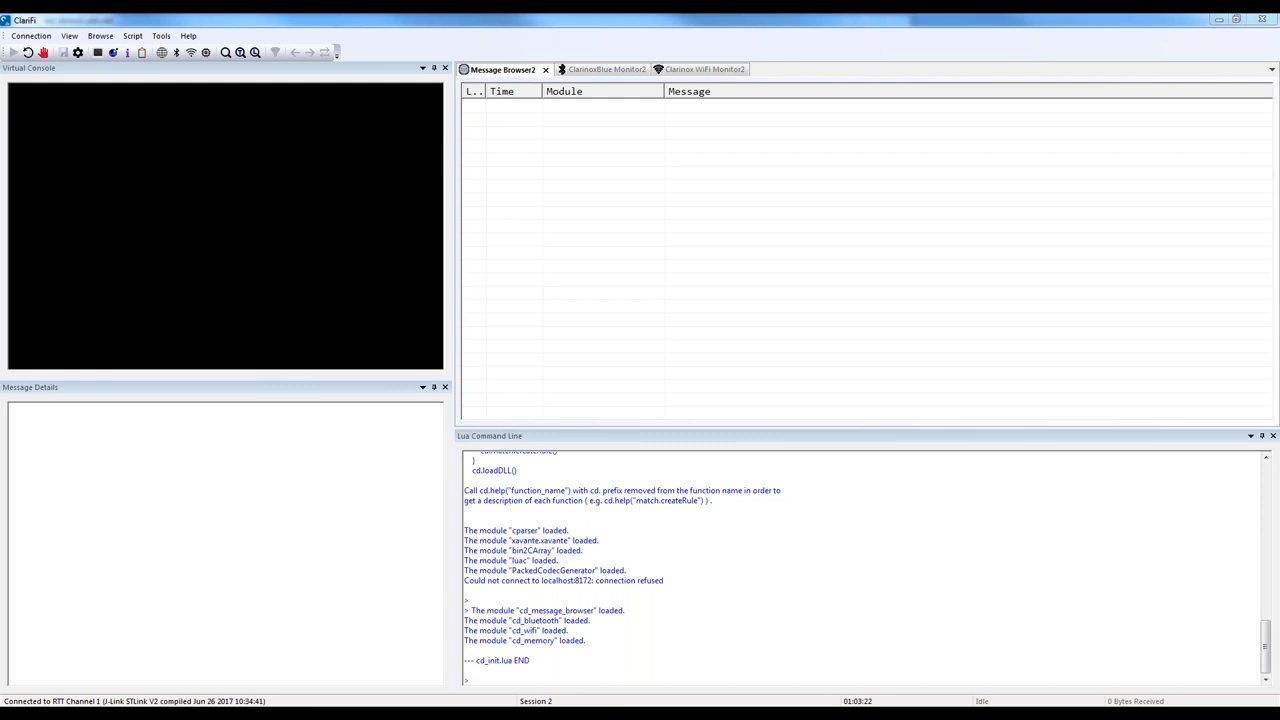 ClariFi
Connection View Browse Script Tools Help
Virtual Console
Message Browser2 ClarinoxBlue Monitor2 Clarinox WiFi Monitor2
L.. Time Module Message
Message Details
Lua Command Line
}
cd.loadDLL()
Call cd.help("function_name") with cd. prefix removed from the function name in order to
get a description of each function ( e.g. cd.help("match.createRule") ) .
The module "cparser" loaded.
The module "xavante.xavante" loaded.
The module "bin2CArray" loaded.
The module "luac" loaded.
The module "PackedCodecGenerator" loaded.
Could not connect to localhost:8172: connection refused
>
> The module "cd_message_browser" loaded.
The module "cd_bluetooth" loaded.
The module "cd_wifi" loaded.
The module "cd_memory" loaded.
--- cd_init.lua END
>
Connected to RTT Channel 1 (J-Link STLink V2 compiled Jun 26 2017 10:34:41) Session 2 01:03:22 Idle 0 Bytes Received